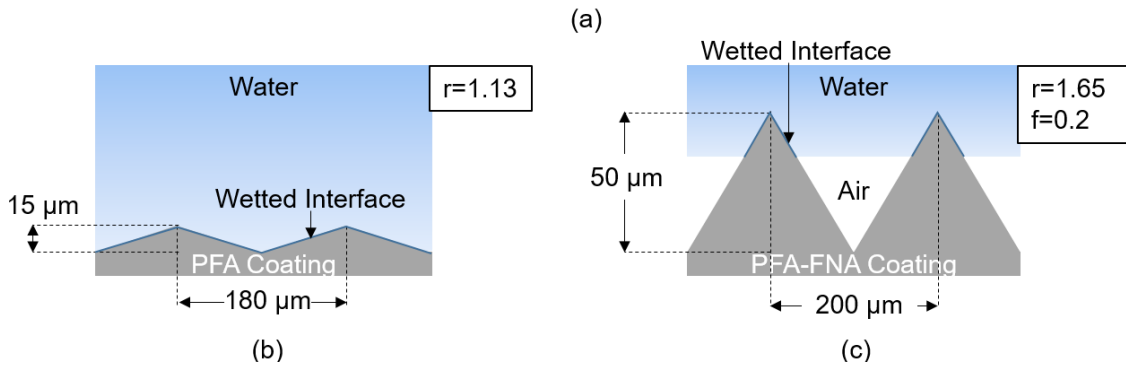 (a)
Water
r=1.13
15 µm
Wetted Interface
PFA Coating
180 µm
(b)
Wetted Interface
Water
r=1.65
f=0.2
50 µm
Air
PFA-FNA Coating
200 µm
(c)